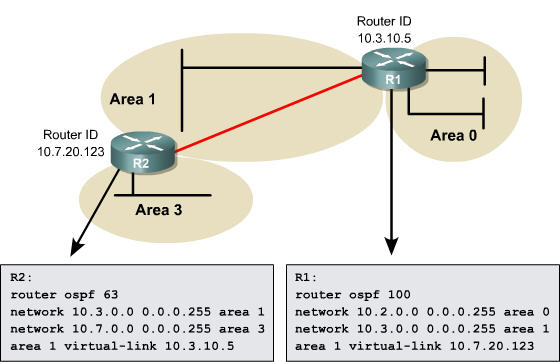 Router ID
10.3.10.5
R1
Area 1
Area 0
Router ID
10.7.20.123
R2
Area 3
R2:
router ospf 63
network 10.3.0.0 0.0.0.255 area 1
network 10.7.0.0 0.0.0.255 area 3
area 1 virtual-link 10.3.10.5
R1:
router ospf 100
network 10.2.0.0 0.0.0.255 area 0
network 10.3.0.0 0.0.0.255 area 1
area 1 virtual-link 10.7.20.123